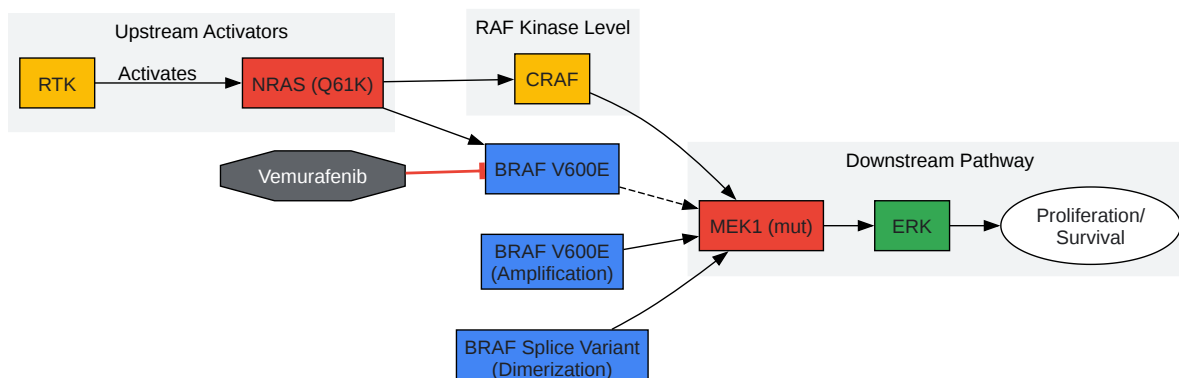 Upstream Activators
RTK
Activates
NRAS (Q61K)
RAF Kinase Level
CRAF
Vemurafenib
BRAF V600E
BRAF V600E
(Amplification)
BRAF Splice Variant
(Dimerization)
Downstream Pathway
MEK1 (mut)
ERK
Proliferation/
Survival